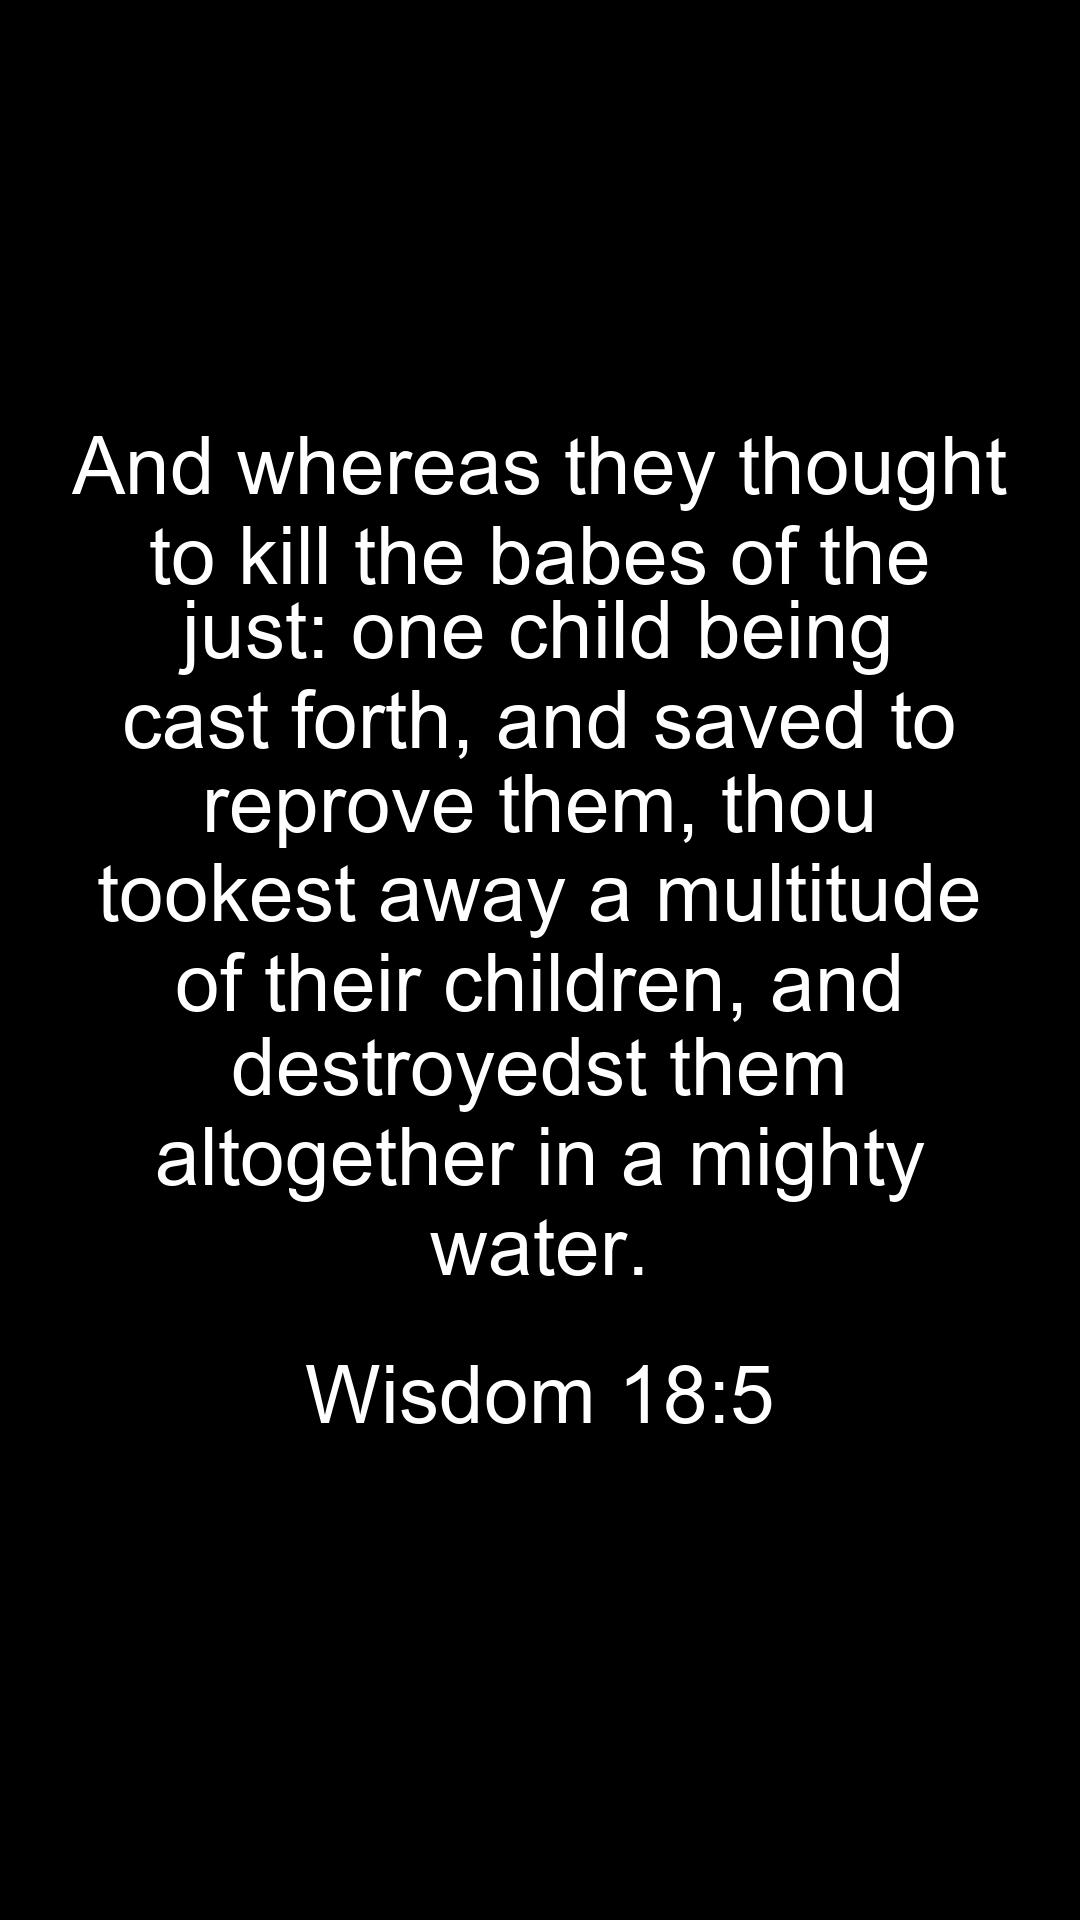 And whereas they thought
to kill the babes of the
just: one child being
cast forth, and saved to
reprove them, thou
tookest away a multitude
of their children, and
destroyedst them
altogether in a mighty
water.
Wisdom 18:5